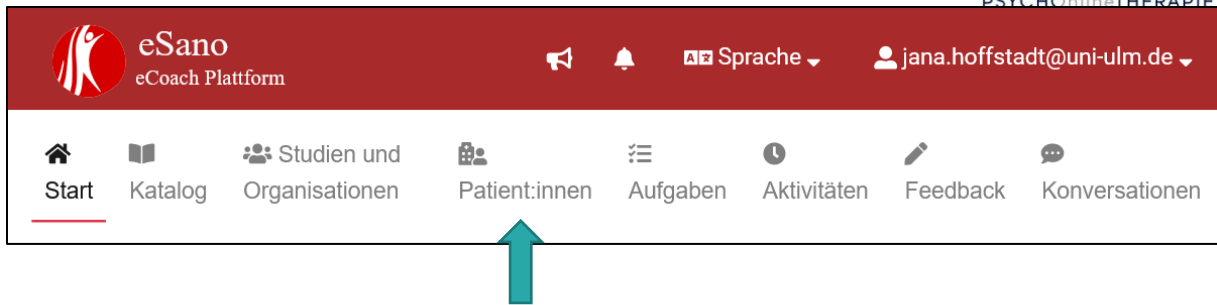 PSYCHOnlineTHERAPIE
eSano
eCoach Plattform
Sprache
jana.hoffstadt@uni-ulm.de
Start
Katalog
Studien und
Organisationen
Patient:innen
Aufgaben
Aktivitäten
Feedback
Konversationen